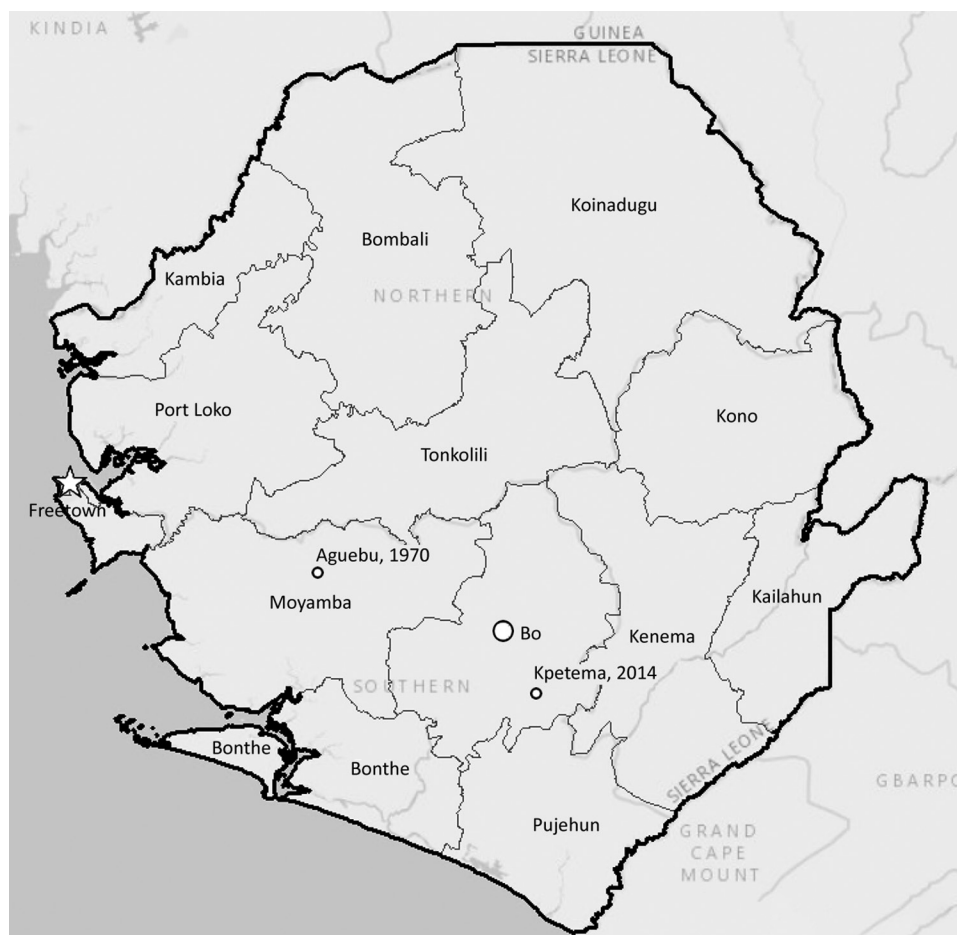 KINDIA
GUINEA
SIERRA LEONE
Koinadugu
Bombali
Kambia
NORTHERN
Port Loko
Kono
Tonkolili
Freetown
Aguebu, 1970
Moyamba
Kailahun
Bo
Kenema
Kpetema, 2014
SOUTHERN
Bonthe
Bonthe
SIERRA LEONE
GBARPO
Pujehun
GRAND
CAPE
MOUNT